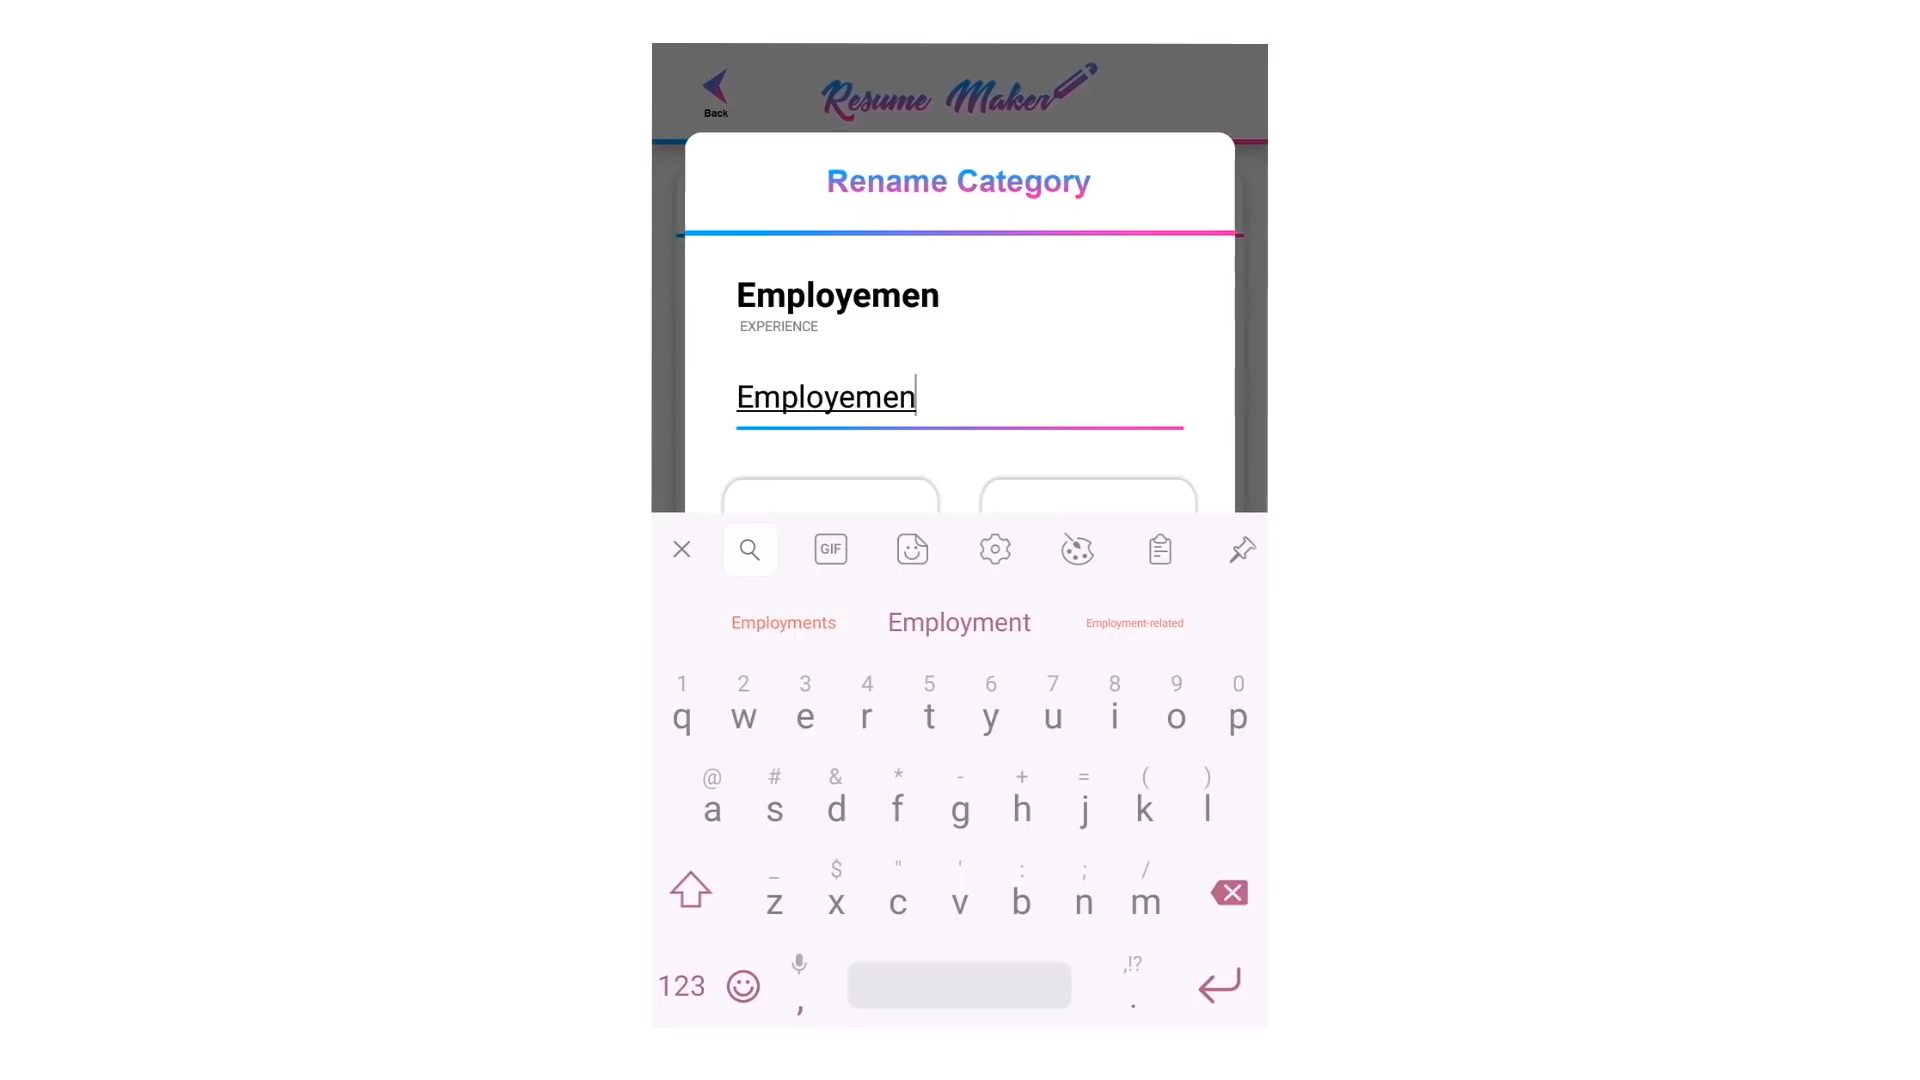 Back
Resume Maker
Rename Category
Employemen
EXPERIENCE
Employemen
GIF
Employments Employment Employment-related
1 2 3 4 5 6 7 8 9 0
q w e r t y u i o p
@ # & * - + = ( )
a s d f g h j k l
_ $ " ' : ; /
z x c v b n m
,!?
123 , .